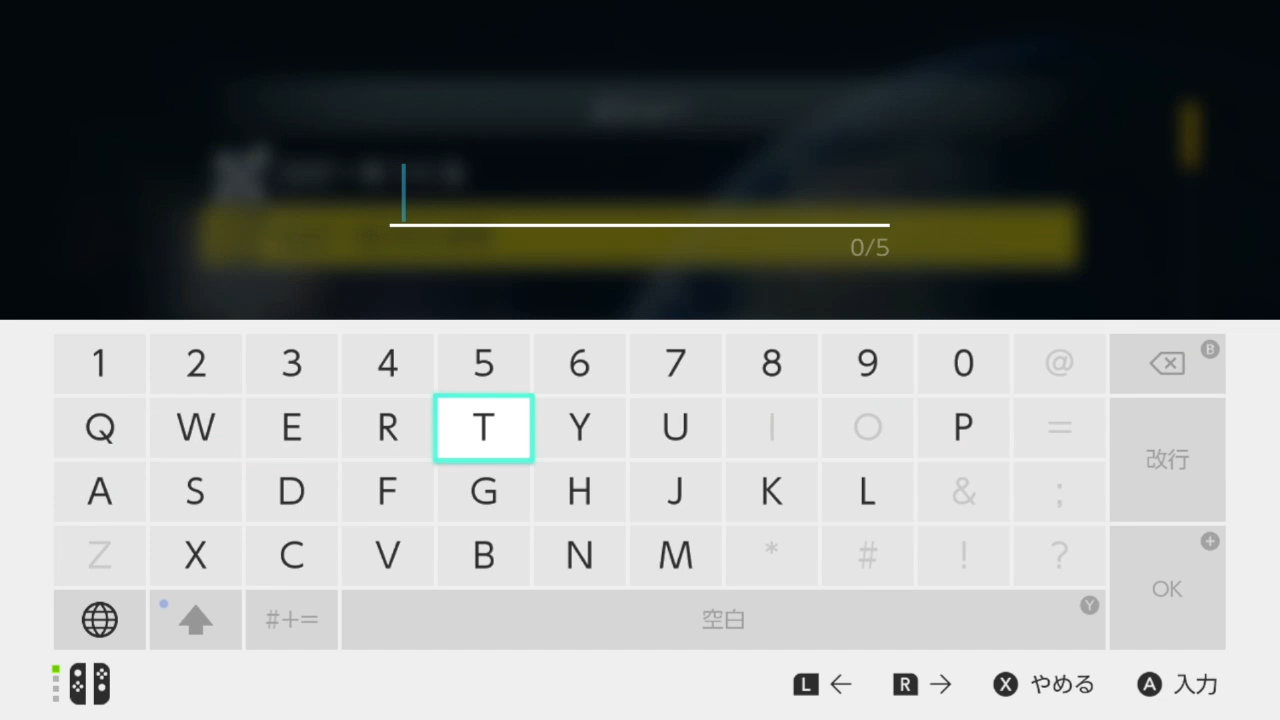 0/5
1 2 3 4 5 6 7 8 9 0 @ B
Q W E R T Y U I O P =
改行
A S D F G H J K L & ;
Z X C V B N M * # ! ? +
OK
#+= 空白 Y
L ← R → X やめる A 入力